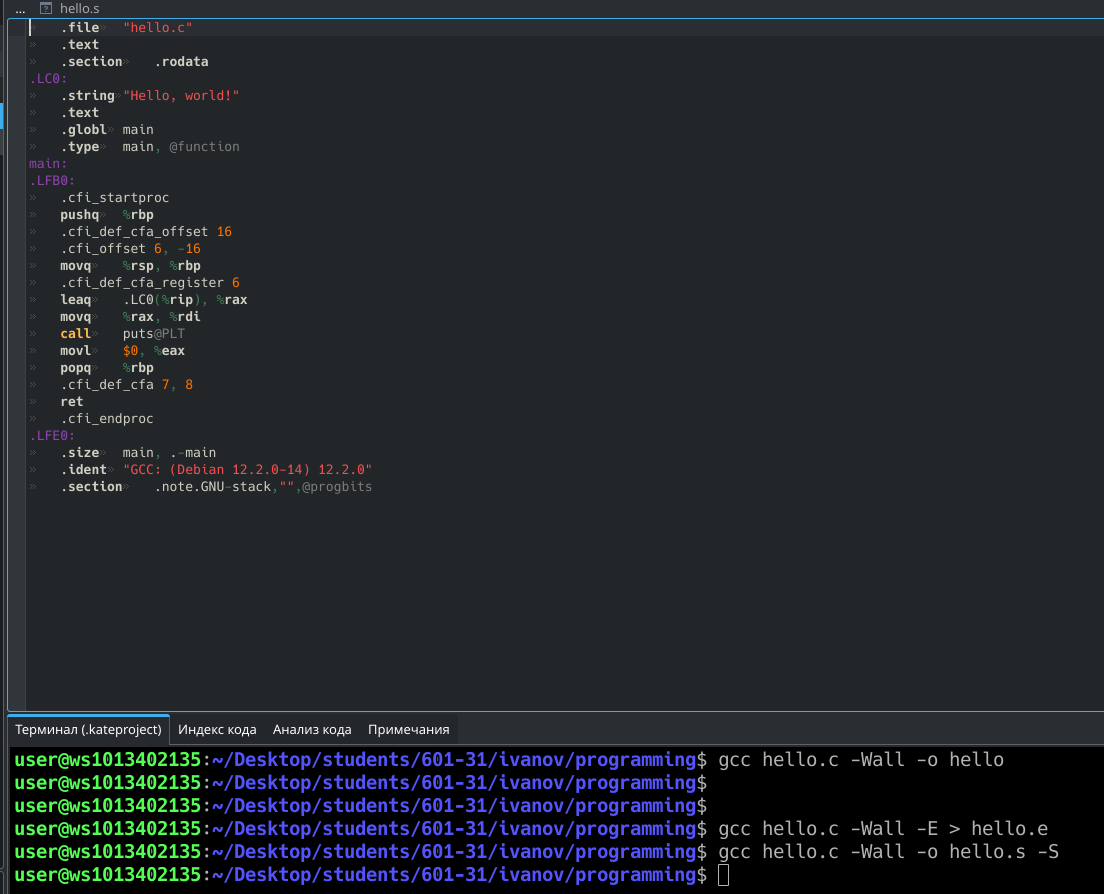 ... hello.s
.file "hello.c"
.text
.section .rodata
.LC0:
.string "Hello, world!"
.text
.globl main
.type main, @function
main:
.LFB0:
.cfi_startproc
pushq %rbp
.cfi_def_cfa_offset 16
.cfi_offset 6, -16
movq %rsp, %rbp
.cfi_def_cfa_register 6
leaq .LC0(%rip), %rax
movq %rax, %rdi
call puts@PLT
movl $0, %eax
popq %rbp
.cfi_def_cfa 7, 8
ret
.cfi_endproc
.LFE0:
.size main, .-main
.ident "GCC: (Debian 12.2.0-14) 12.2.0"
.section .note.GNU-stack,"",@progbits
Терминал (.kateproject) Индекс кода Анализ кода Примечания
user@ws1013402135:~/Desktop/students/601-31/ivanov/programming$ gcc hello.c -Wall -o hello
user@ws1013402135:~/Desktop/students/601-31/ivanov/programming$
user@ws1013402135:~/Desktop/students/601-31/ivanov/programming$
user@ws1013402135:~/Desktop/students/601-31/ivanov/programming$ gcc hello.c -Wall -E > hello.e
user@ws1013402135:~/Desktop/students/601-31/ivanov/programming$ gcc hello.c -Wall -o hello.s -S
user@ws1013402135:~/Desktop/students/601-31/ivanov/programming$